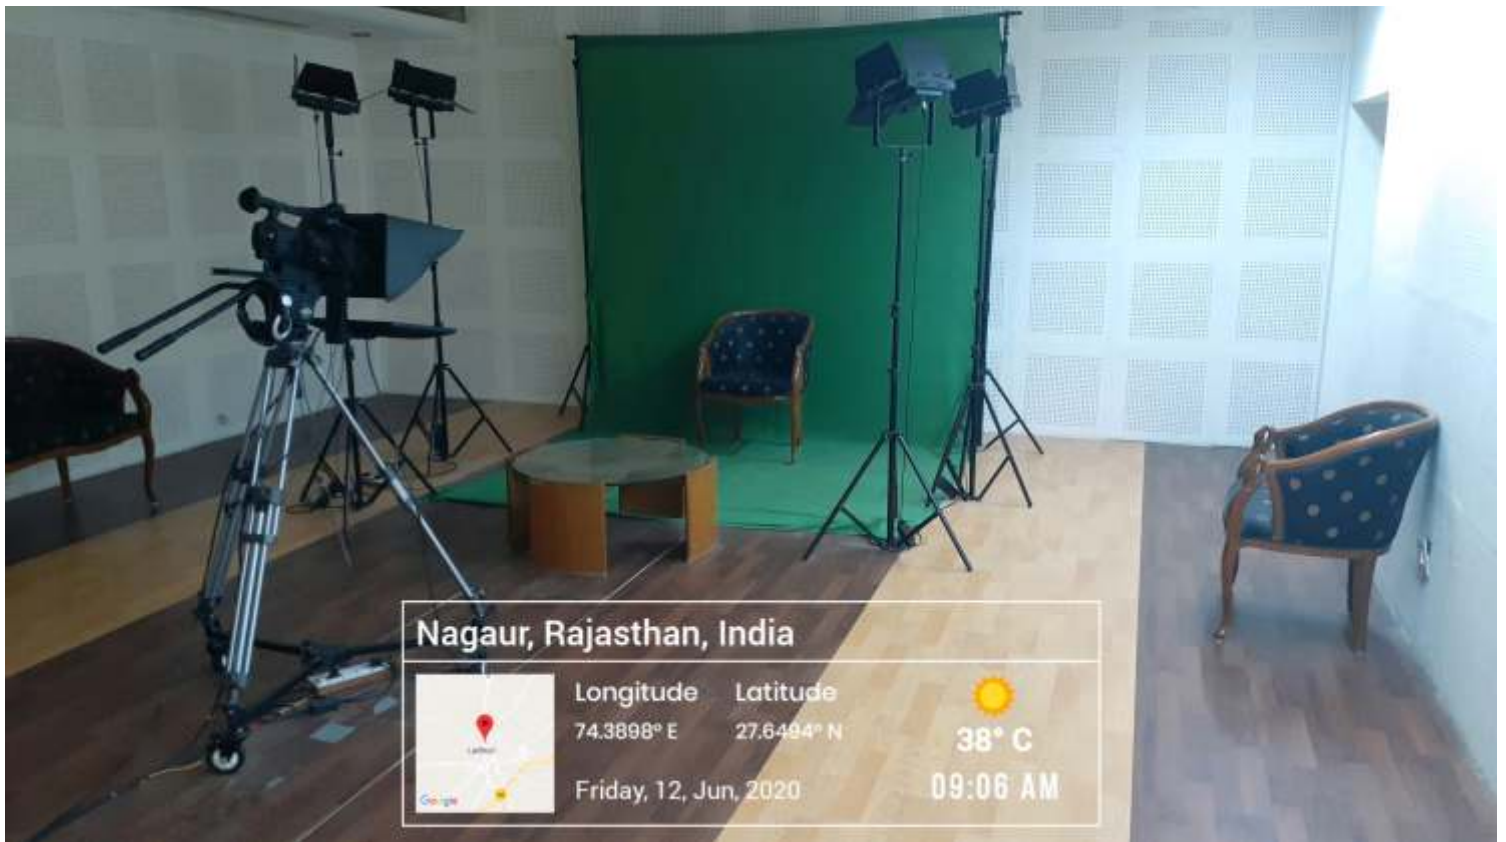 Nagaur, Rajasthan, India
Longitude Latitude
74.3898° E 27.6494° N
38° C
Friday, 12, Jun, 2020
09:06 AM
Google